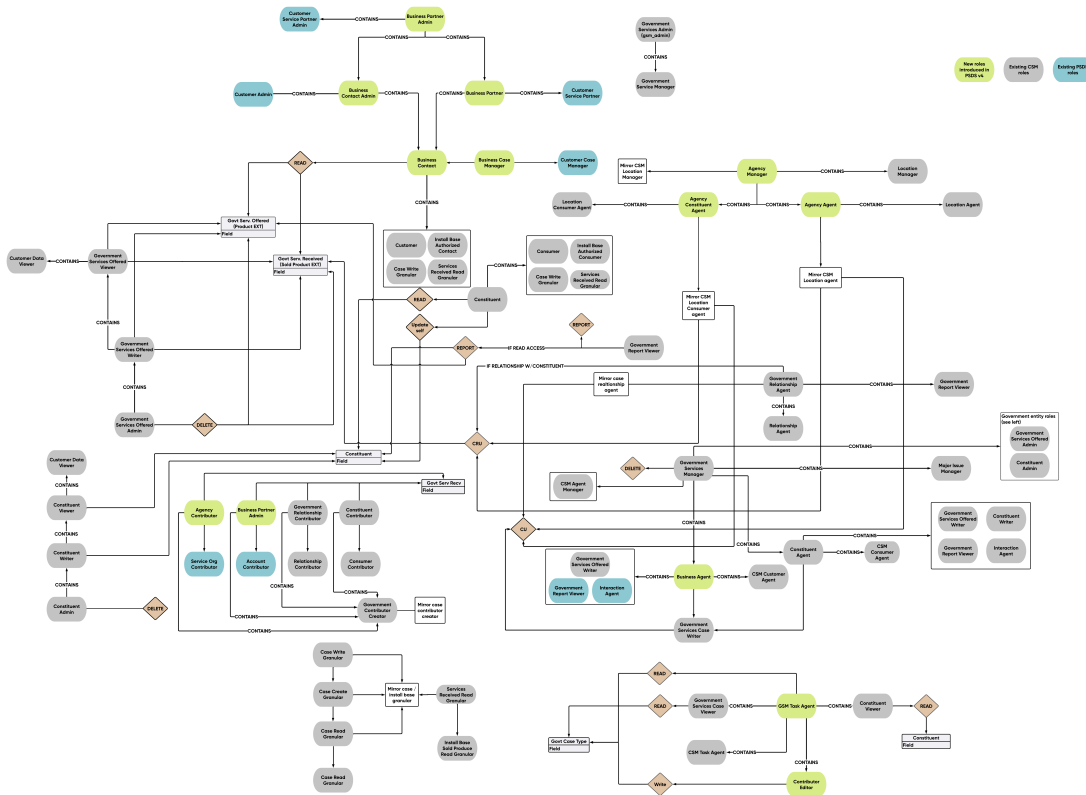 Customer
Service Partner
Admin
CONTAINS
Business Partner
Admin
CONTAINS
CONTAINS
Government
Services Admin
(gsm_admin)
CONTAINS
Government
Service Manager
New roles
introduced in
PSDS v4
Existing CSM
roles
Existing PSD
roles
Customer Admin
CONTAINS
Business
Contact Admin
CONTAINS
CONTAINS
Business Partner
CONTAINS
Customer
Service Partner
READ
Business
Contact
Business Case
Manager
Customer Case
Manager
Mirror CSM
Location
Manager
Agency
Manager
CONTAINS
Location
Manager
CONTAINS
Location
Consumer Agent
CONTAINS
Agency
Constituent
Agent
CONTAINS
CONTAINS
Agency Agent
CONTAINS
Location Agent
Govt Serv. Offered
(Product EXT)
Field
Customer Data
Viewer
CONTAINS
Government
Services Offered
Viewer
Govt Serv. Received
(Sold Product EXT)
Field
Customer
Install Base
Authorized
Contact
Case Write
Granular
Services
Received Read
Granular
CONTAINS
Consumer
Install Base
Authorized
Consumer
Case Write
Granular
Services
Received Read
Granular
Mirror CSM
Location agent
Mirror CSM
Location
Consumer
agent
READ
Constituent
Update
self
CONTAINS
REPORT
Government
Services Offered
Writer
REPORT
IF READ ACCESS
Government
Report Viewer
IF RELATIONSHIP W/CONSTITUENT
Mirror case
realtionship
agent
Government
Relationship
Agent
CONTAINS
Government
Report Viewer
CONTAINS
CONTAINS
Relationship
Agent
Government
Services Offered
Admin
DELETE
CRU
Government entity roles
(see left)
Government
Services Offered
Admin
Constituent
Admin
CONTAINS
Constituent
Field
Customer Data
Viewer
CONTAINS
DELETE
Government
Services
Manager
CONTAINS
Major Issue
Manager
CSM Agent
Manager
Govt Serv Recv
Field
Constituent
Viewer
CONTAINS
Agency
Contributor
Business Partner
Admin
Government
Relationship
Contributor
Constituent
Contributor
CU
CONTAINS
CONTAINS
Government
Services Offered
Writer
Constituent
Writer
Government
Report Viewer
Interaction
Agent
CONTAINS
Constituent
Writer
CONTAINS
Service Org
Contributor
Account
Contributor
Relationship
Contributor
Consumer
Contributor
CONTAINS
Constituent
Agent
CONTAINS
CSM
Consumer
Agent
Government
Services Offered
Writer
Government
Report Viewer
Interaction
Agent
CONTAINS
Business Agent
CONTAINS
CSM Customer
Agent
CONTAINS
CONTAINS
Constituent
Admin
DELETE
Government
Contributor
Creator
Mirror case
contributor
creator
CONTAINS
CONTAINS
Government
Services Case
Writer
Case Write
Granular
Case Create
Granular
Mirror case /
install base
granular
Services
Received Read
Granular
Case Read
Granular
Install Base
Sold Produce
Read Granular
Case Read
Granular
READ
READ
Government
Services Case
Viewer
CONTAINS
GSM Task Agent
CONTAINS
Constituent
Viewer
READ
Govt Case Type
Field
Constituent
Field
CSM Task Agent
CONTAINS
CONTAINS
Write
Contributor
Editor